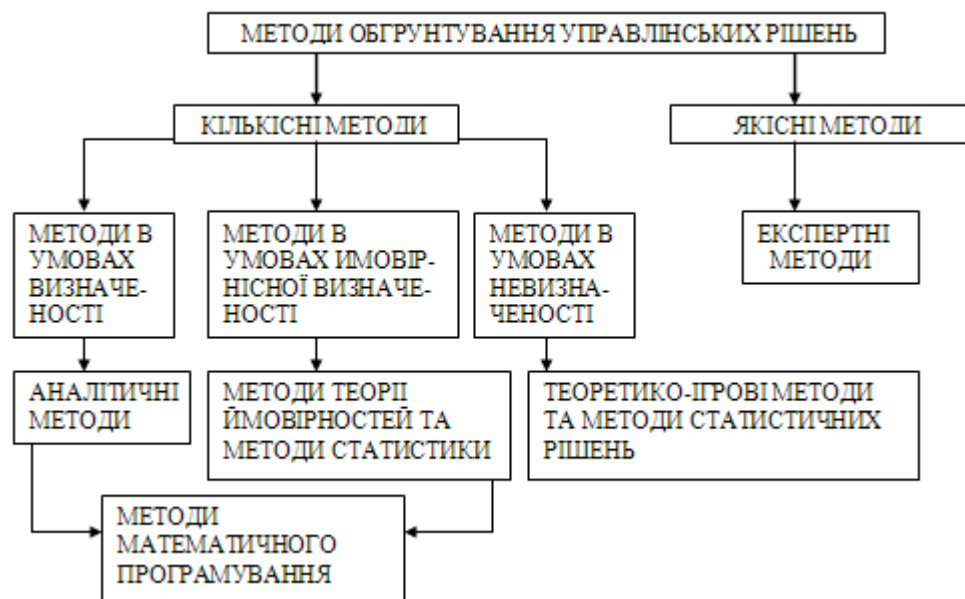 МЕТОДИ ОБГРУНТУВАННЯ УПРАВЛІНСЬКИХ РІШЕНЬ
КІЛЬКІСНІ МЕТОДИ
ЯКІСНІ МЕТОДИ
МЕТОДИ В
УМОВАХ
ВИЗНАЧЕ-
НОСТІ
МЕТОДИ В
УМОВАХ ИМОВІР-
НІСНОЇ ВИЗНАЧЕ-
НОСТІ
МЕТОДИ В
УМОВАХ
НЕВИЗНА-
ЧЕНОСТІ
ЕКСПЕРТНІ
МЕТОДИ
АНАЛІТИЧНІ
МЕТОДИ
МЕТОДИ ТЕОРІЇ
ЙМОВІРНОСТЕЙ ТА
МЕТОДИ СТАТИСТИКИ
ТЕОРЕТИКО-ІГРОВІ МЕТОДИ
ТА МЕТОДИ СТАТИСТИЧНИХ
РІШЕНЬ
МЕТОДИ
МАТЕМАТИЧНОГО
ПРОГРАМУВАННЯ